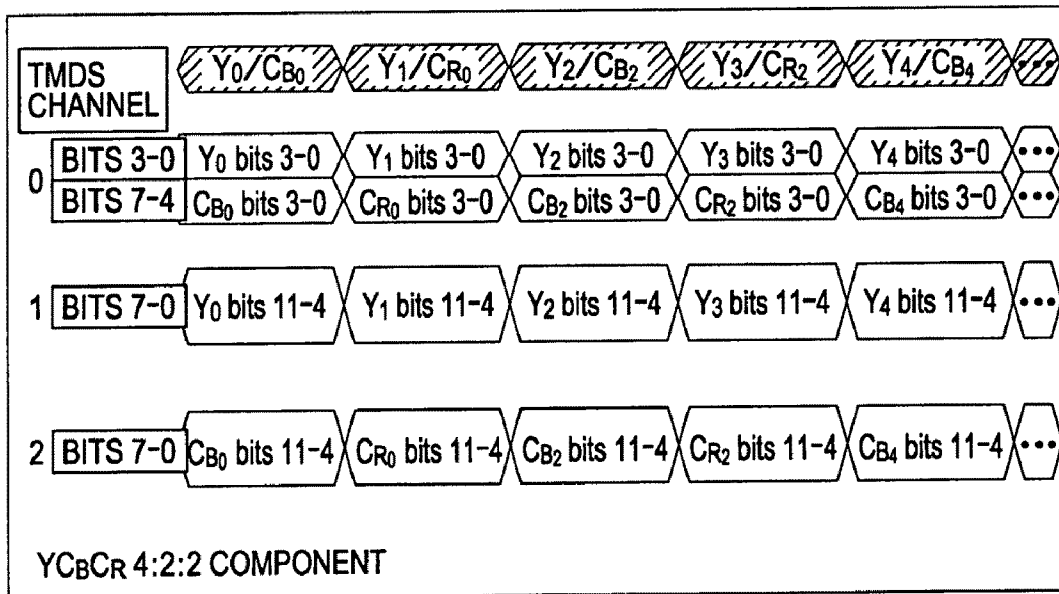 TMDS CHANNEL
Y0/CB0 Y1/CR0 Y2/CB2 Y3/CR2 Y4/CB4 •••
0 BITS 3-0 Y0 bits 3-0 Y1 bits 3-0 Y2 bits 3-0 Y3 bits 3-0 Y4 bits 3-0 •••
BITS 7-4 CB0 bits 3-0 CR0 bits 3-0 CB2 bits 3-0 CR2 bits 3-0 CB4 bits 3-0 •••
1 BITS 7-0 Y0 bits 11-4 Y1 bits 11-4 Y2 bits 11-4 Y3 bits 11-4 Y4 bits 11-4 •••
2 BITS 7-0 CB0 bits 11-4 CR0 bits 11-4 CB2 bits 11-4 CR2 bits 11-4 CB4 bits 11-4 •••
YCBCR 4:2:2 COMPONENT